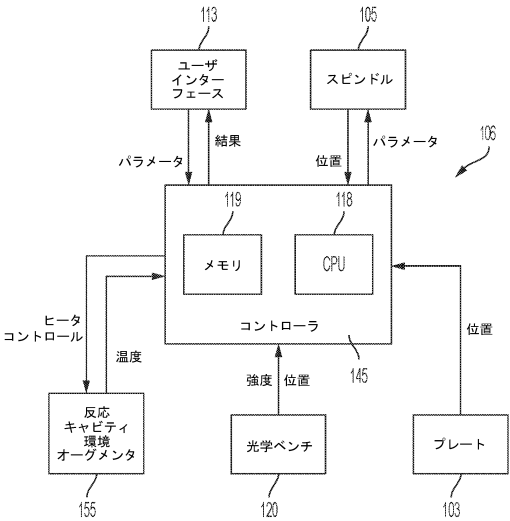 113
ユーザ
インター
フェース
105
スピンドル
106
パラメータ
結果
位置
パラメータ
119
メモリ
118
CPU
コントローラ
145
ヒータ
コントロール
温度
強度
位置
位置
反応
キャビティ
環境
オーグメンタ
155
光学ベンチ
120
プレート
103